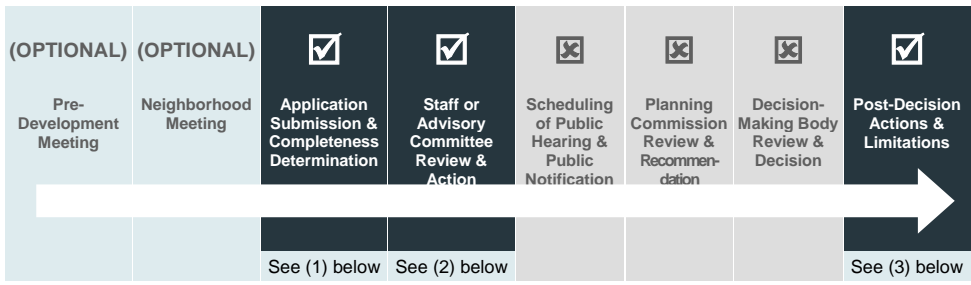 (OPTIONAL)
Pre-
Development
Meeting
(OPTIONAL)
Neighborhood
Meeting
Application
Submission &
Completeness
Determination
See (1) below
Staff or
Advisory
Committee
Review &
Action
See (2) below
Scheduling
of Public
Hearing &
Public
Notification
Planning
Commission
Review &
Recommen-
dation
Decision-
Making Body
Review &
Decision
Post-Decision
Actions &
Limitations
See (3) below